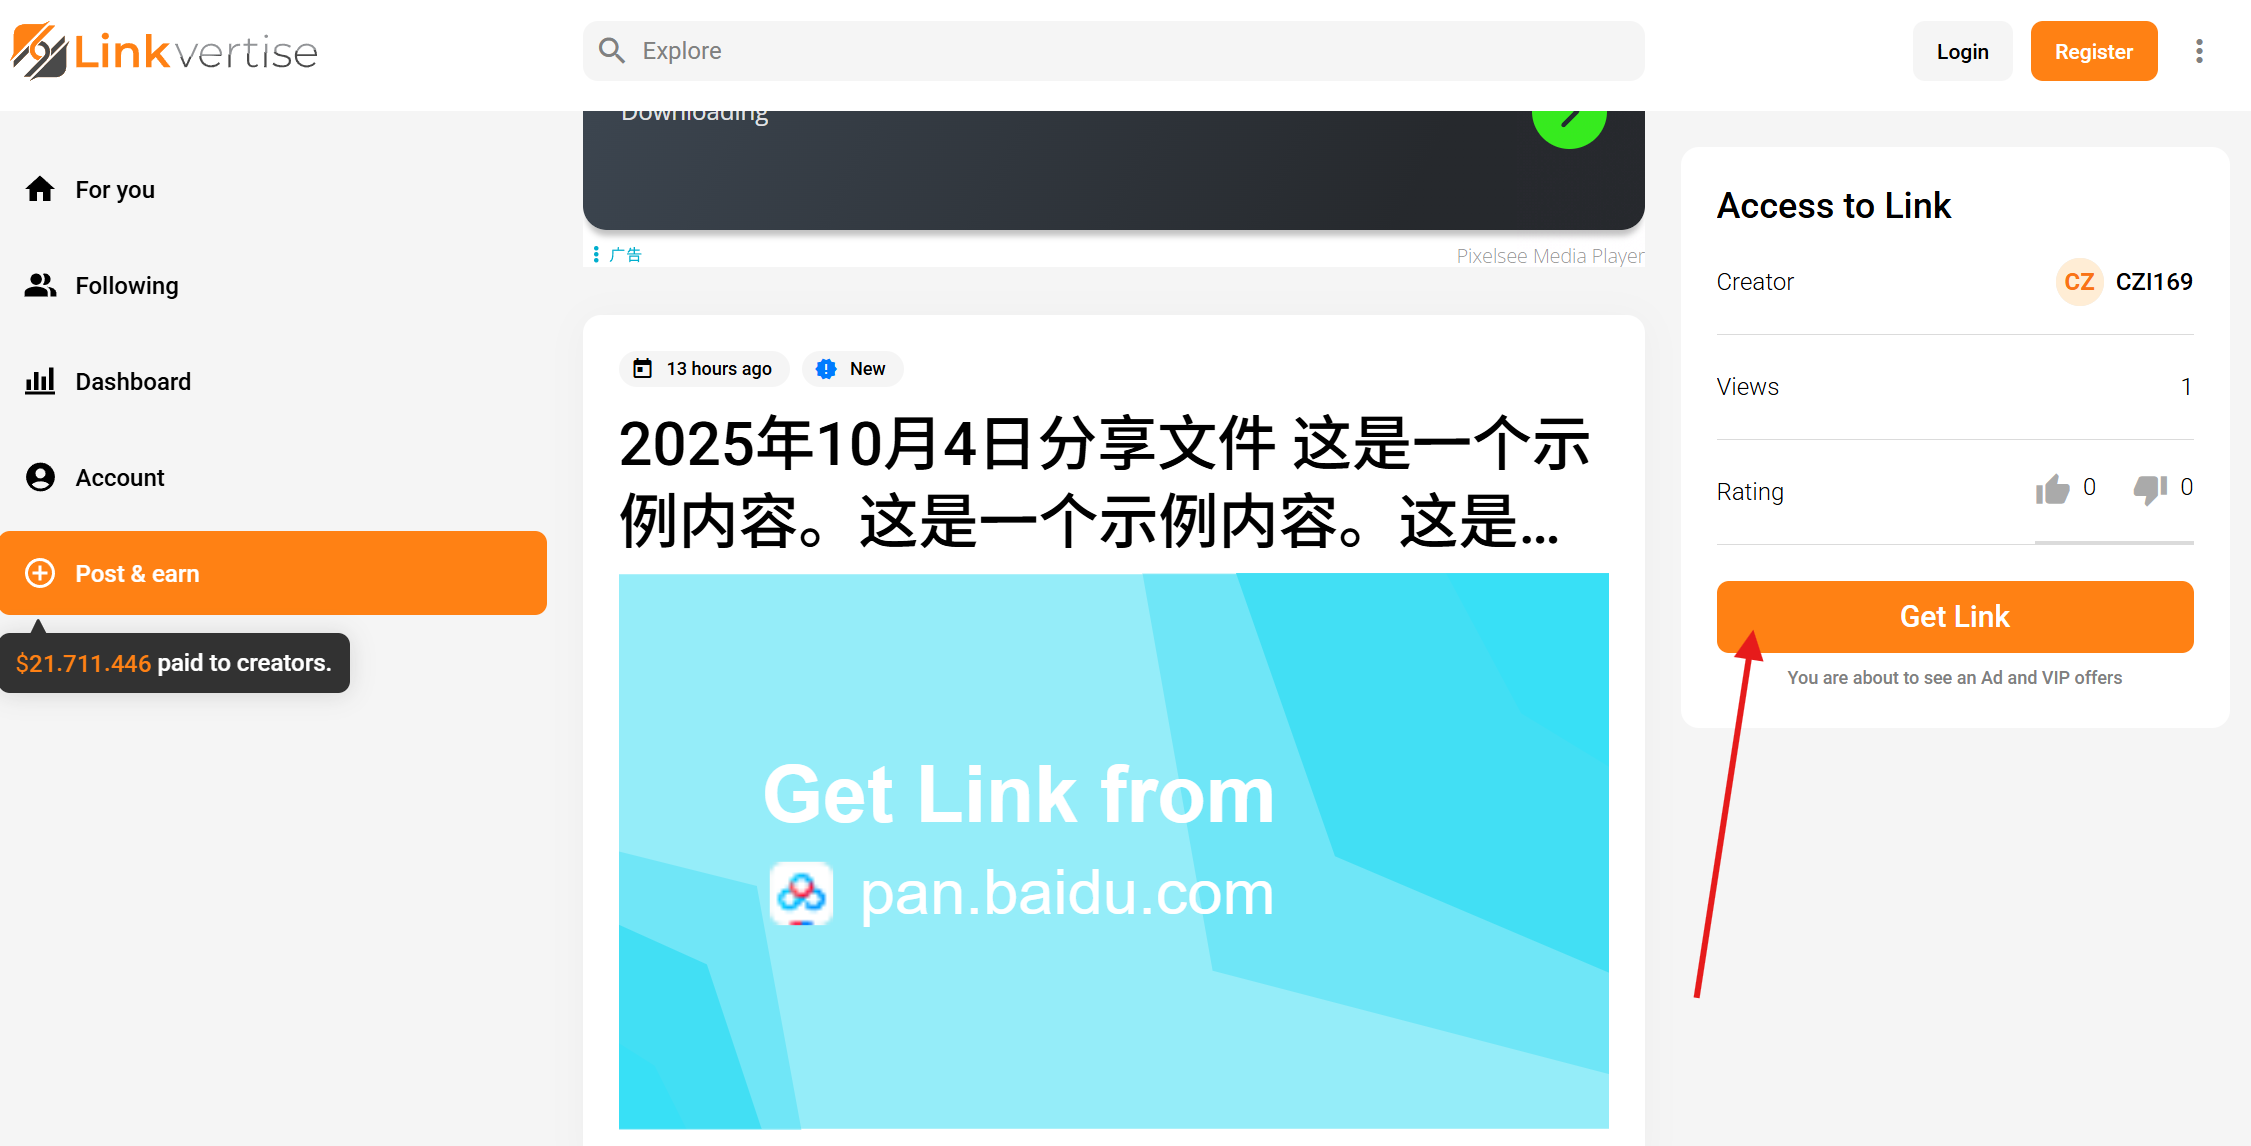 Linkvertise
Explore
Login
Register
Downloading
For you
Following
Dashboard
Account
Post & earn
$21.711.446 paid to creators.
广告
Pixelsee Media Player
13 hours ago
New
2025年10月4日分享文件 这是一个示
例内容。这是一个示例内容。这是...
Get Link from
pan.baidu.com
Access to Link
Creator
CZ CZI169
Views
1
Rating
0
0
Get Link
You are about to see an Ad and VIP offers